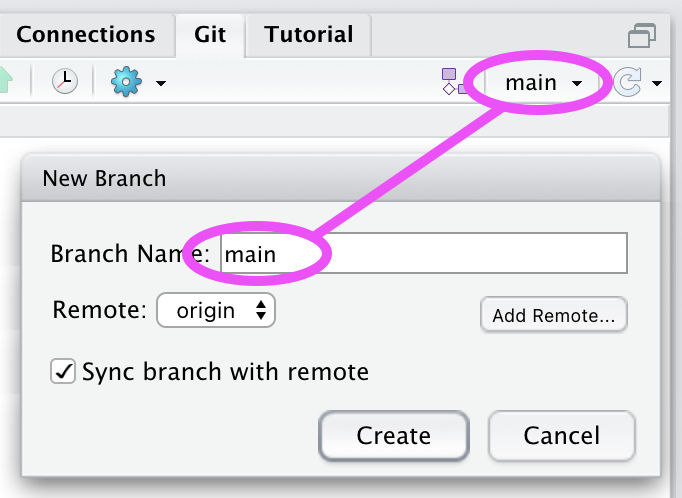 Connections Git Tutorial
main
New Branch
Branch Name: main
Remote: origin Add Remote...
Sync branch with remote
Create Cancel